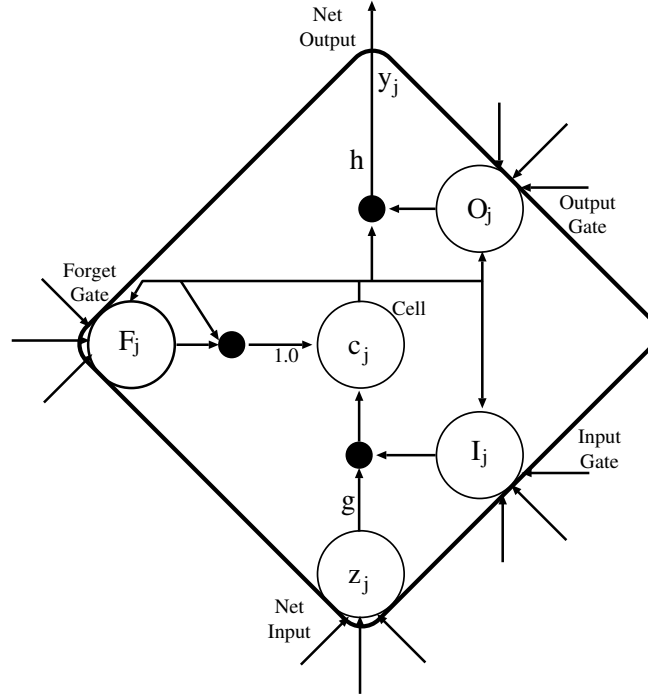 Net
Output
y j
h
O j
Output
Gate
Forget
Gate
Cell
F j
1.0
c j
I j
Input
Gate
g
z j
Net
Input